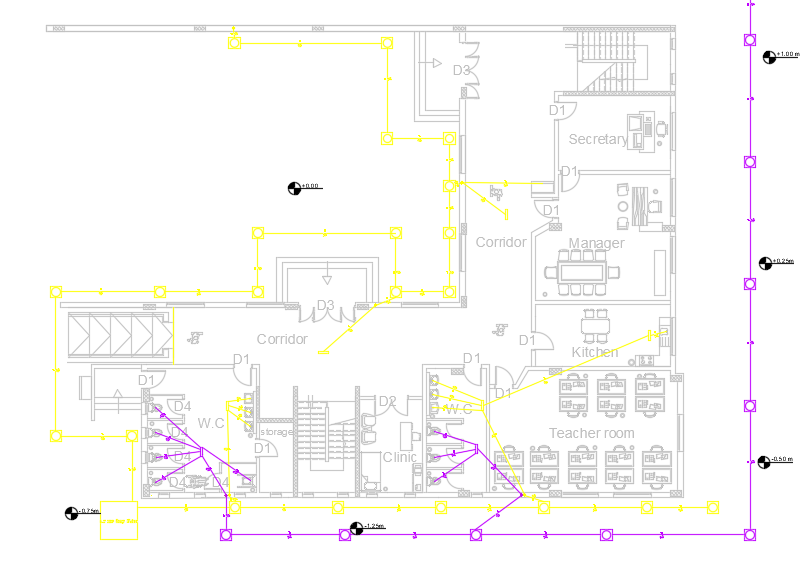 +1.00 m
D3
D1
Secretary
D1
+0.00
D1
Corridor
Manager
+0.25m
D3
Corridor
D1
Kitchen
D1
D1
D1
D1
D4
D2
W.C
W.C
D4
storage
Teacher room
D1
D4
Clinic
-0.50 m
D4
-0.75m
-1.25m